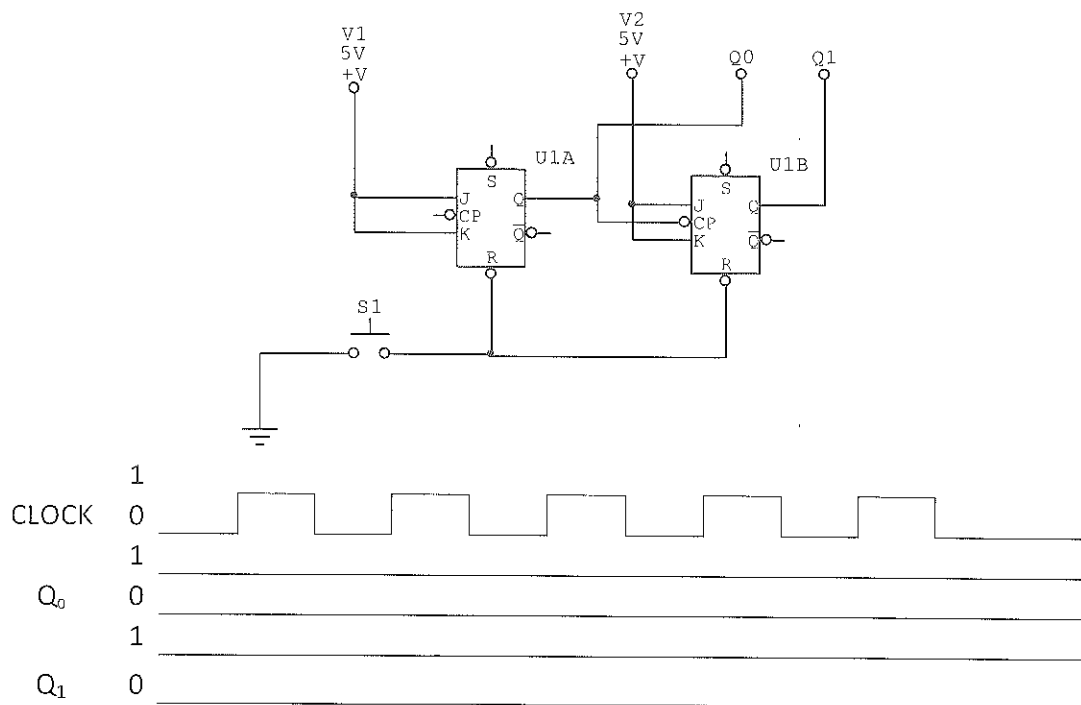 V1
5V
+V
V2
5V
+V
Q0
Q1
U1A
U1B
S
J
Q
CP
K
Q̅
R
S
J
Q
CP
K
Q̅
R
S1
1
CLOCK 0
1
Q₀ 0
1
Q₁ 0